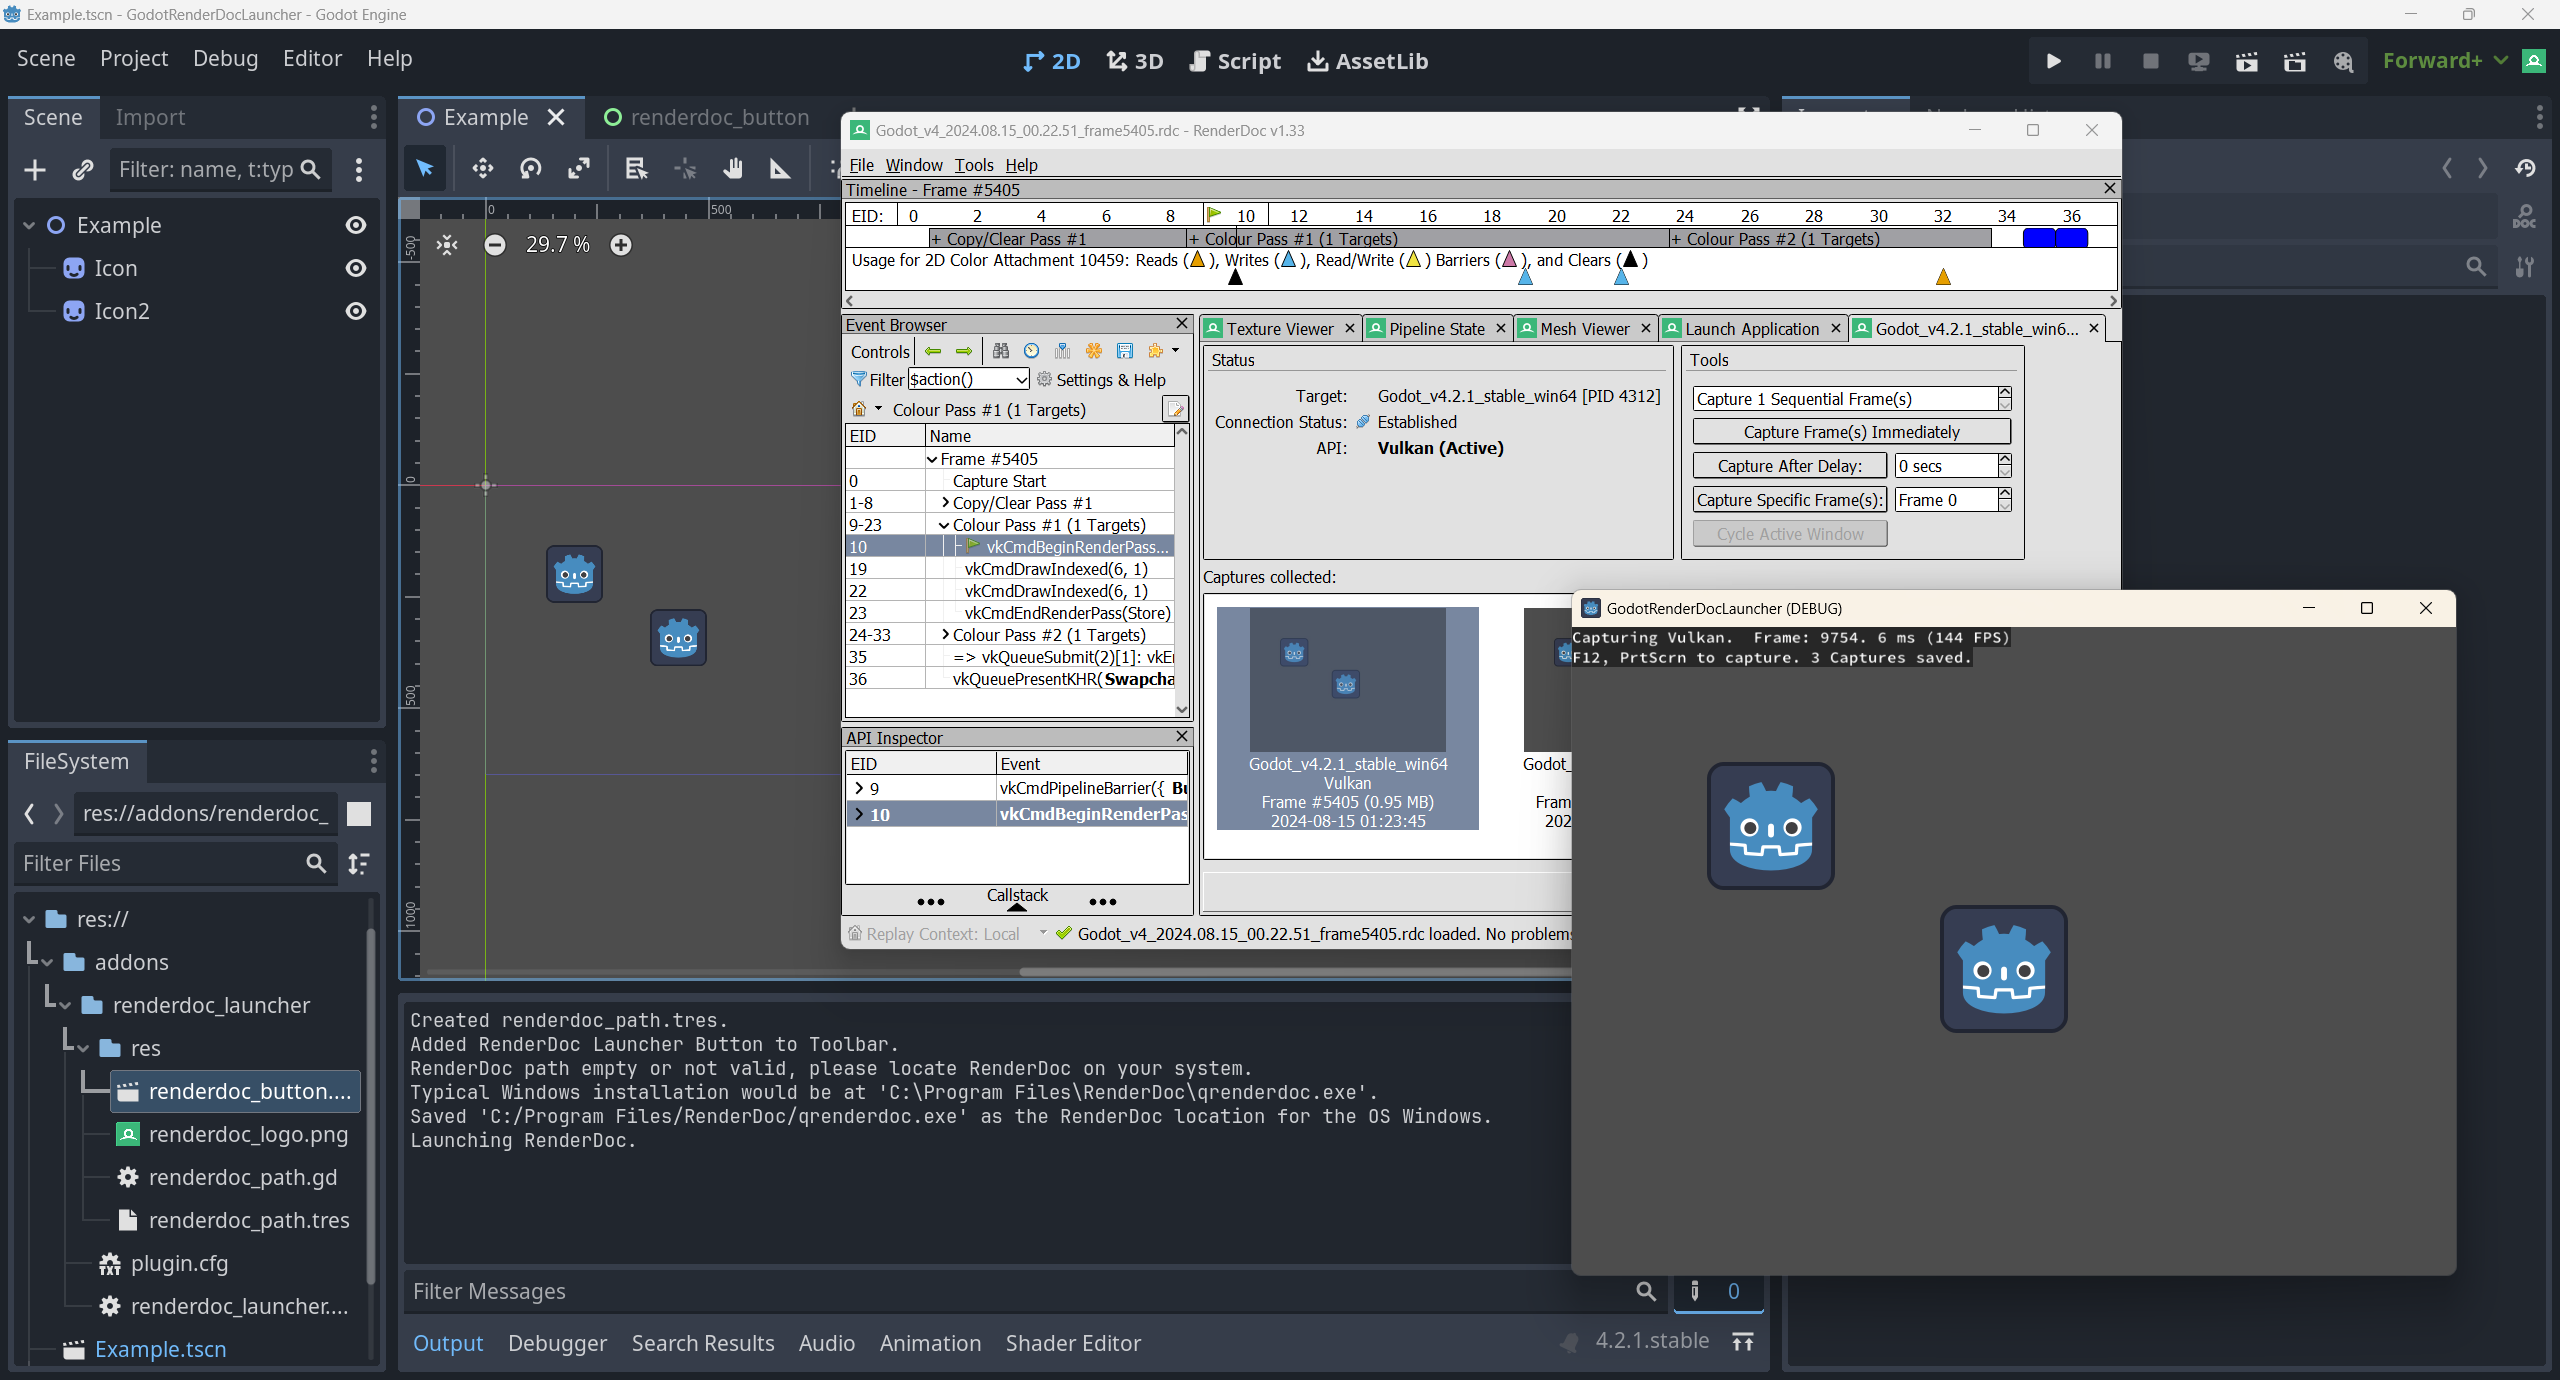 Example.tscn - GodotRenderDocLauncher - Godot Engine
Scene Project Debug Editor Help
2D 3D Script AssetLib
Forward+
Scene Import
Filter: name, t:typ
Example
Icon
Icon2
FileSystem
res://addons/renderdoc_
Filter Files
res://
addons
renderdoc_launcher
res
renderdoc_button....
renderdoc_logo.png
renderdoc_path.gd
renderdoc_path.tres
plugin.cfg
renderdoc_launcher....
Example.tscn
Example renderdoc_button
0 500
-500
0
500
1000
29.7 %
Godot_v4_2024.08.15_00.22.51_frame5405.rdc - RenderDoc v1.33
File Window Tools Help
Timeline - Frame #5405
EID: 0 2 4 6 8 10 12 14 16 18 20 22 24 26 28 30 32 34 36
+ Copy/Clear Pass #1 + Colour Pass #1 (1 Targets) + Colour Pass #2 (1 Targets)
Usage for 2D Color Attachment 10459: Reads ( ), Writes ( ), Read/Write ( ) Barriers ( ), and Clears ( )
Event Browser
Controls
Filter $action() Settings & Help
Colour Pass #1 (1 Targets)
EID Name
Frame #5405
0 Capture Start
1-8 Copy/Clear Pass #1
9-23 Colour Pass #1 (1 Targets)
10 vkCmdBeginRenderPass...
19 vkCmdDrawIndexed(6, 1)
22 vkCmdDrawIndexed(6, 1)
23 vkCmdEndRenderPass(Store)
24-33 Colour Pass #2 (1 Targets)
35 => vkQueueSubmit(2)[1]: vkE
36 vkQueuePresentKHR(Swapcha
API Inspector
EID Event
9 vkCmdPipelineBarrier({ Bu
10 vkCmdBeginRenderPas
Callstack
Replay Context: Local Godot_v4_2024.08.15_00.22.51_frame5405.rdc loaded. No problem
Texture Viewer Pipeline State Mesh Viewer Launch Application Godot_v4.2.1_stable_win6...
Status
Target: Godot_v4.2.1_stable_win64 [PID 4312]
Connection Status: Established
API: Vulkan (Active)
Tools
Capture 1 Sequential Frame(s)
Capture Frame(s) Immediately
Capture After Delay: 0 secs
Capture Specific Frame(s): Frame 0
Cycle Active Window
Captures collected:
Godot_v4.2.1_stable_win64
Vulkan
Frame #5405 (0.95 MB)
2024-08-15 01:23:45
Godot_
Fram
202
GodotRenderDocLauncher (DEBUG)
Capturing Vulkan. Frame: 9754. 6 ms (144 FPS)
F12, PrtScrn to capture. 3 Captures saved.
DOC
Created renderdoc_path.tres.
Added RenderDoc Launcher Button to Toolbar.
RenderDoc path empty or not valid, please locate RenderDoc on your system.
Typical Windows installation would be at 'C:\Program Files\RenderDoc\qrenderdoc.exe'.
Saved 'C:/Program Files/RenderDoc/qrenderdoc.exe' as the RenderDoc location for the OS Windows.
Launching RenderDoc.
Filter Messages
0
Output Debugger Search Results Audio Animation Shader Editor
4.2.1.stable